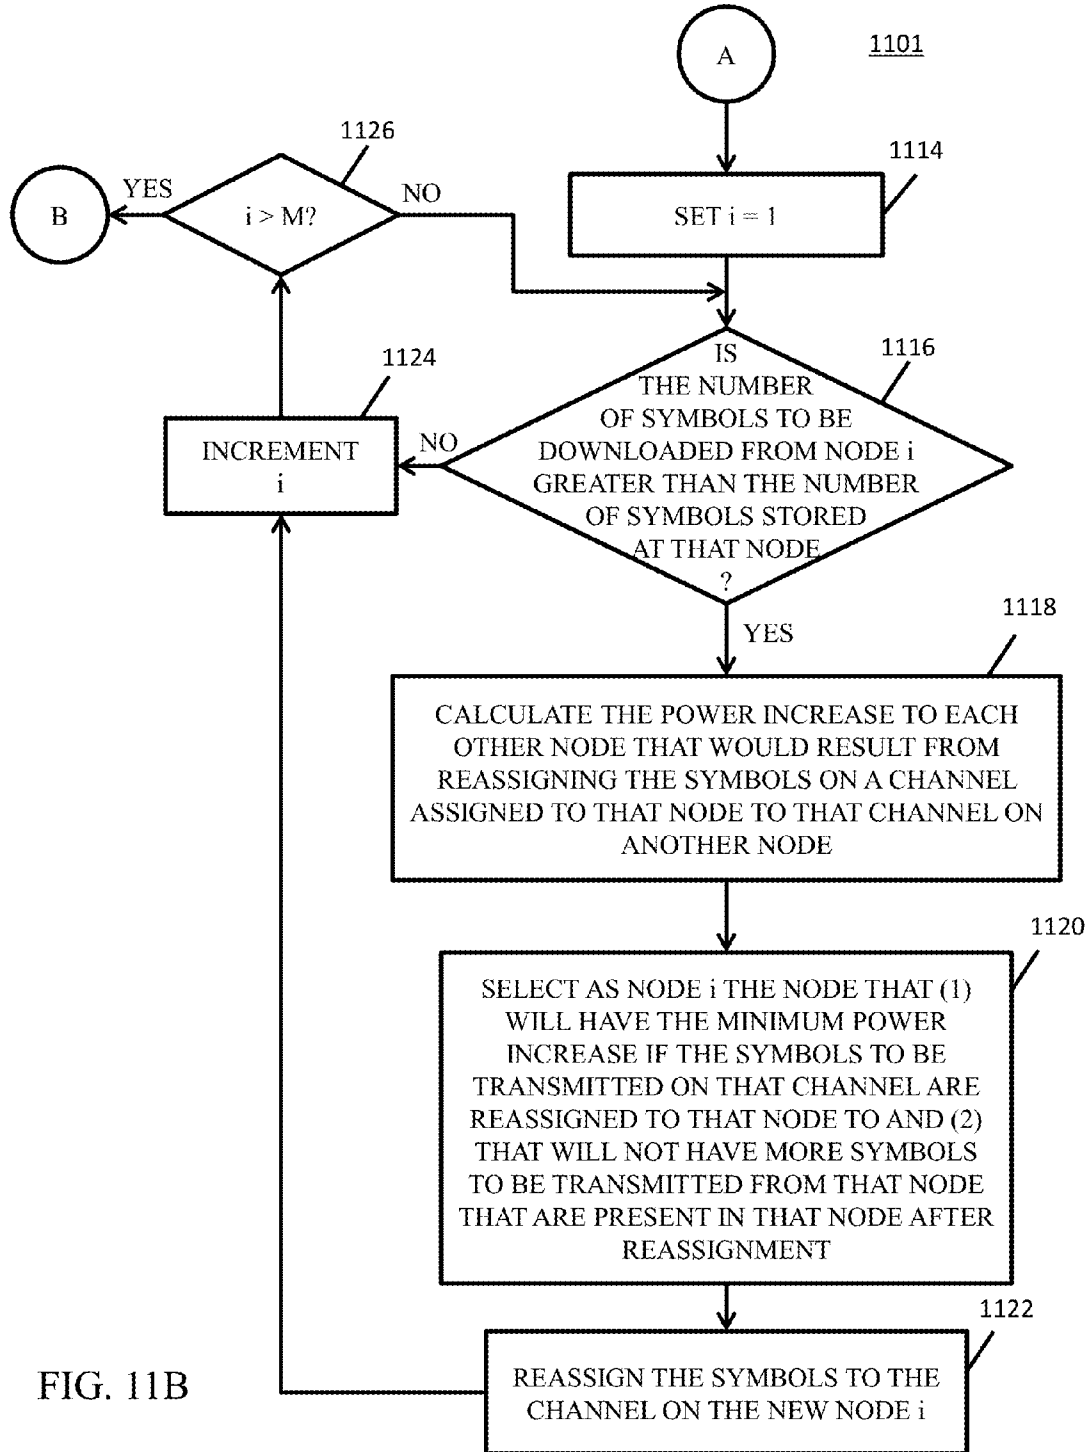 A
1101
1126
1114
B
YES
i > M?
NO
SET i = 1
1124
1116
IS
THE NUMBER
OF SYMBOLS TO BE
DOWNLOADED FROM NODE i
GREATER THAN THE NUMBER
OF SYMBOLS STORED
AT THAT NODE
?
NO
INCREMENT
i
YES
1118
CALCULATE THE POWER INCREASE TO EACH
OTHER NODE THAT WOULD RESULT FROM
REASSIGNING THE SYMBOLS ON A CHANNEL
ASSIGNED TO THAT NODE TO THAT CHANNEL ON
ANOTHER NODE
1120
SELECT AS NODE i THE NODE THAT (1)
WILL HAVE THE MINIMUM POWER
INCREASE IF THE SYMBOLS TO BE
TRANSMITTED ON THAT CHANNEL ARE
REASSIGNED TO THAT NODE TO AND (2)
THAT WILL NOT HAVE MORE SYMBOLS
TO BE TRANSMITTED FROM THAT NODE
THAT ARE PRESENT IN THAT NODE AFTER
REASSIGNMENT
1122
REASSIGN THE SYMBOLS TO THE
CHANNEL ON THE NEW NODE i
FIG. 11B